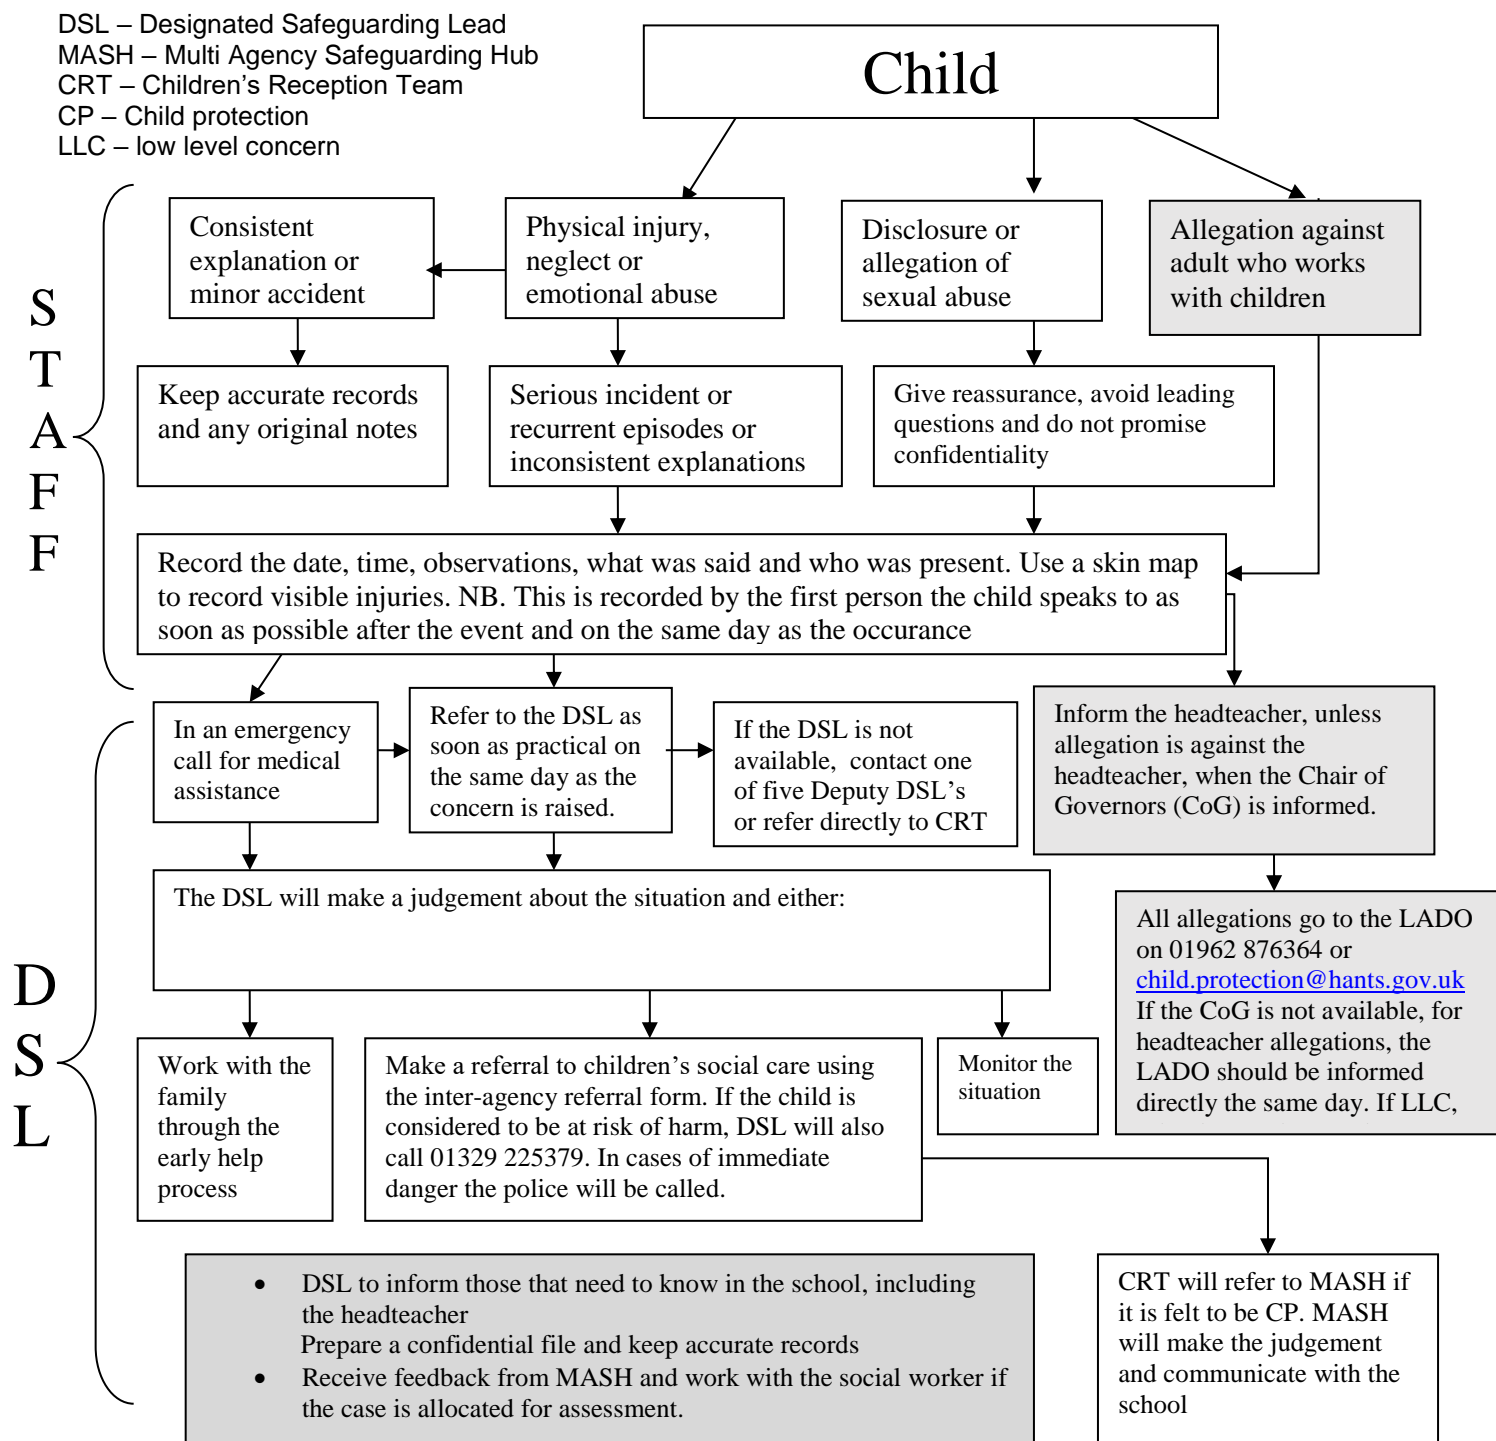 DSL – Designated Safeguarding Lead
MASH – Multi Agency Safeguarding Hub
CRT – Children's Reception Team
CP – Child protection
LLC – low level concern
Child
S
T
A
F
F
Consistent
explanation or
minor accident
Physical injury,
neglect or
emotional abuse
Disclosure or
allegation of
sexual abuse
Allegation against
adult who works
with children
Keep accurate records
and any original notes
Serious incident or
recurrent episodes or
inconsistent explanations
Give reassurance, avoid leading
questions and do not promise
confidentiality
Record the date, time, observations, what was said and who was present. Use a skin map
to record visible injuries. NB. This is recorded by the first person the child speaks to as
soon as possible after the event and on the same day as the occurance
D
S
L
In an emergency
call for medical
assistance
Refer to the DSL as
soon as practical on
the same day as the
concern is raised.
If the DSL is not
available,  contact one
of five Deputy DSL's
or refer directly to CRT
Inform the headteacher, unless
allegation is against the
headteacher, when the Chair of
Governors (CoG) is informed.
The DSL will make a judgement about the situation and either:
All allegations go to the LADO
on 01962 876364 or
child.protection@hants.gov.uk
If the CoG is not available, for
headteacher allegations, the
LADO should be informed
directly the same day. If LLC,
Work with the
family
through the
early help
process
Make a referral to children's social care using
the inter-agency referral form. If the child is
considered to be at risk of harm, DSL will also
call 01329 225379. In cases of immediate
danger the police will be called.
Monitor the
situation
• DSL to inform those that need to know in the school, including
the headteacher
Prepare a confidential file and keep accurate records
• Receive feedback from MASH and work with the social worker if
the case is allocated for assessment.
CRT will refer to MASH if
it is felt to be CP. MASH
will make the judgement
and communicate with the
school